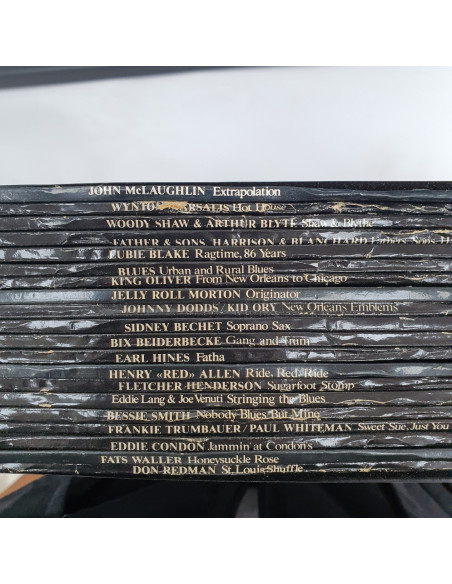 JOHN McLAUGHLIN Extrapolation
WYNTON MARSALIS Hot House
WOODY SHAW & ARTHUR BLYTE Shaw & Blythe
FATHER & SONS, HARRISON & BLANCHARD Fathers, Sons,
EUBIE BLAKE Ragtime, 86 Years
BLUES Urban and Rural Blues
KING OLIVER From New Orleans to Chicago
JELLY ROLL MORTON Originator
JOHNNY DODDS/KID ORY New Orleans Emblems
SIDNEY BECHET Soprano Sax
BIX BEIDERBECKE Gang and Tram
EARL HINES Fatha
HENRY «RED» ALLEN Ride, Red, Ride
FLETCHER HENDERSON Sugarfoot Stomp
Eddie Lang & Joe Venuti Stringing the Blues
BESSIE SMITH Nobody Blues But Mine
FRANKIE TRUMBAUER/PAUL WHITEMAN Sweet Sue, Just You
EDDIE CONDON Jammin' at Condon's
FATS WALLER Honeysuckle Rose
DON REDMAN St. Louis Shuffle